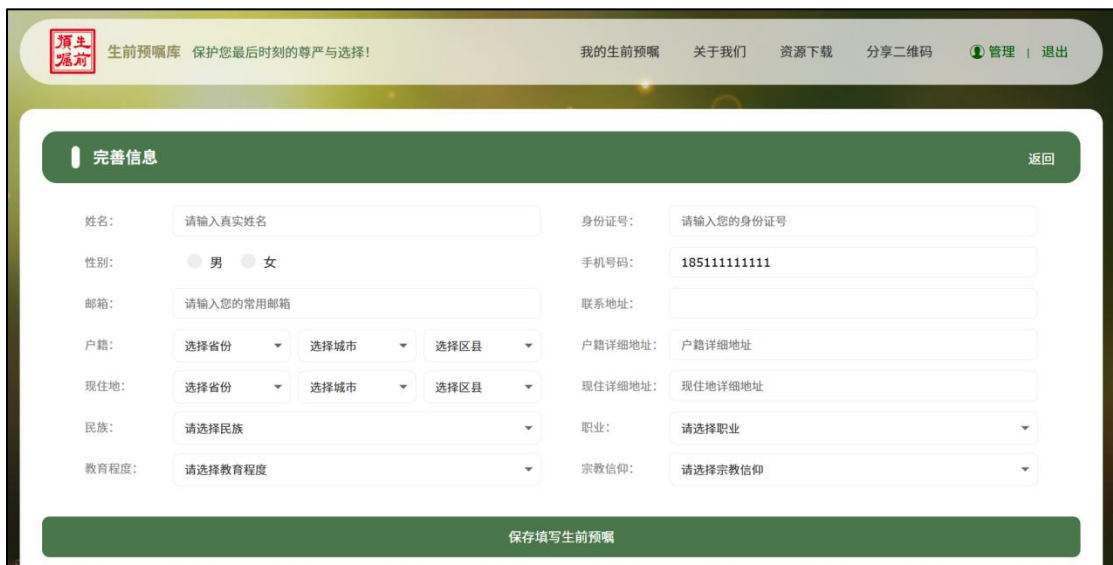 預生
嘱前
生前预嘱库 保护您最后时刻的尊严与选择！ 我的生前预嘱 关于我们 资源下载 分享二维码 管理 | 退出
完善信息 返回
姓名： 请输入真实姓名 身份证号： 请输入您的身份证号
性别： 男 女 手机号码： 185111111111
邮箱： 请输入您的常用邮箱 联系地址：
户籍： 选择省份 选择城市 选择区县 户籍详细地址： 户籍详细地址
现住地： 选择省份 选择城市 选择区县 现住详细地址： 现住地详细地址
民族： 请选择民族 职业： 请选择职业
教育程度： 请选择教育程度 宗教信仰： 请选择宗教信仰
保存填写生前预嘱